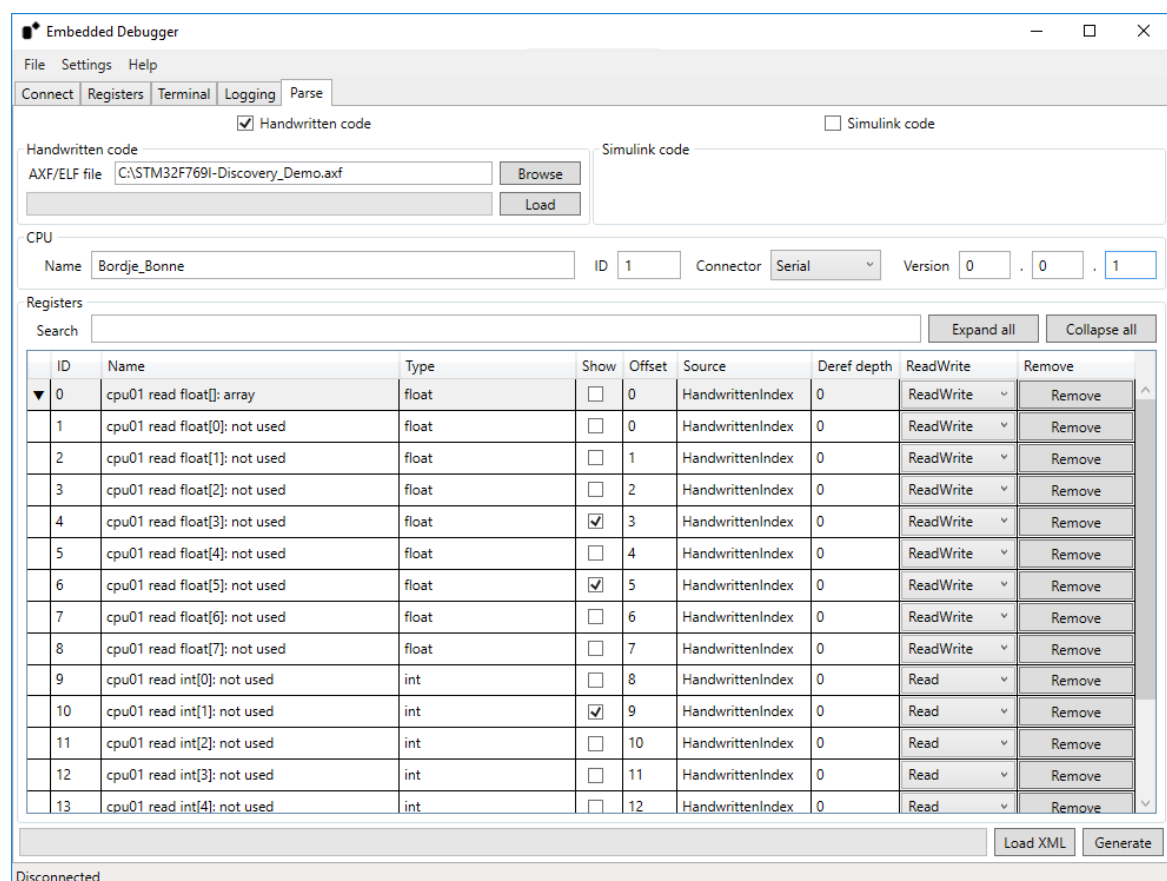 Embedded Debugger
File Settings Help
Connect Registers Terminal Logging Parse
Handwritten code Simulink code
Handwritten code Simulink code
AXF/ELF file C:\STM32F769I-Discovery_Demo.axf Browse
Load
CPU
Name Bordje_Bonne ID 1 Connector Serial Version 0 . 0 . 1
Registers
Search Expand all Collapse all
ID Name Type Show Offset Source Deref depth ReadWrite Remove
0 cpu01 read float[]: array float 0 HandwrittenIndex 0 ReadWrite Remove
1 cpu01 read float[0]: not used float 0 HandwrittenIndex 0 ReadWrite Remove
2 cpu01 read float[1]: not used float 1 HandwrittenIndex 0 ReadWrite Remove
3 cpu01 read float[2]: not used float 2 HandwrittenIndex 0 ReadWrite Remove
4 cpu01 read float[3]: not used float 3 HandwrittenIndex 0 ReadWrite Remove
5 cpu01 read float[4]: not used float 4 HandwrittenIndex 0 ReadWrite Remove
6 cpu01 read float[5]: not used float 5 HandwrittenIndex 0 ReadWrite Remove
7 cpu01 read float[6]: not used float 6 HandwrittenIndex 0 ReadWrite Remove
8 cpu01 read float[7]: not used float 7 HandwrittenIndex 0 ReadWrite Remove
9 cpu01 read int[0]: not used int 8 HandwrittenIndex 0 Read Remove
10 cpu01 read int[1]: not used int 9 HandwrittenIndex 0 Read Remove
11 cpu01 read int[2]: not used int 10 HandwrittenIndex 0 Read Remove
12 cpu01 read int[3]: not used int 11 HandwrittenIndex 0 Read Remove
13 cpu01 read int[4]: not used int 12 HandwrittenIndex 0 Read Remove
Load XML Generate
Disconnected